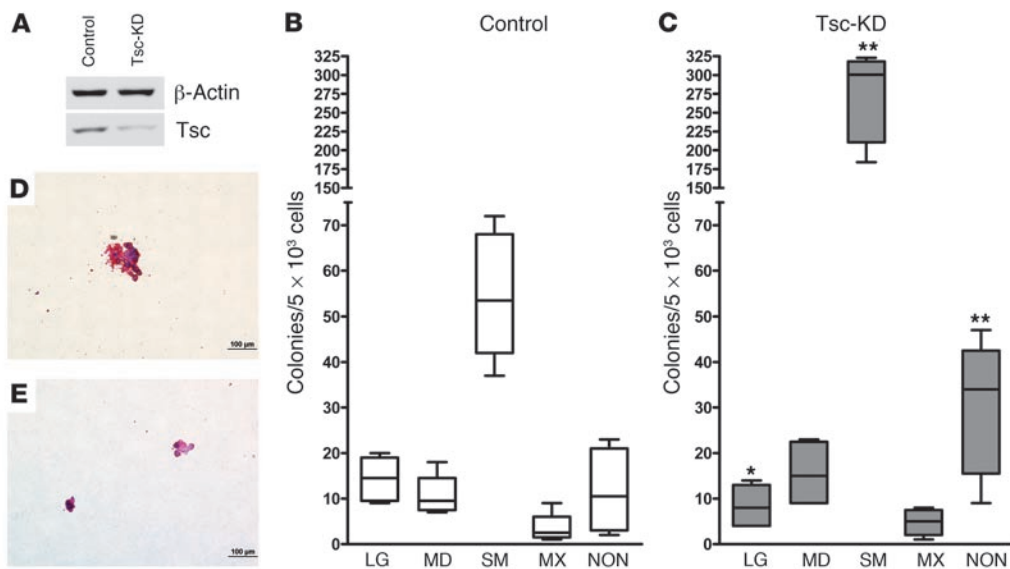 A
Control
Tsc-KD
β-Actin
Tsc
D
100 µm
E
100 µm
B
Control
Colonies/5 × 10³ cells
325
300
275
250
225
200
175
150
70
60
50
40
30
20
10
0
LG MD SM MX NON
C
Tsc-KD
Colonies/5 × 10³ cells
325
300
275
250
225
200
175
150
70
60
50
40
30
20
10
0
**
**
*
LG MD SM MX NON